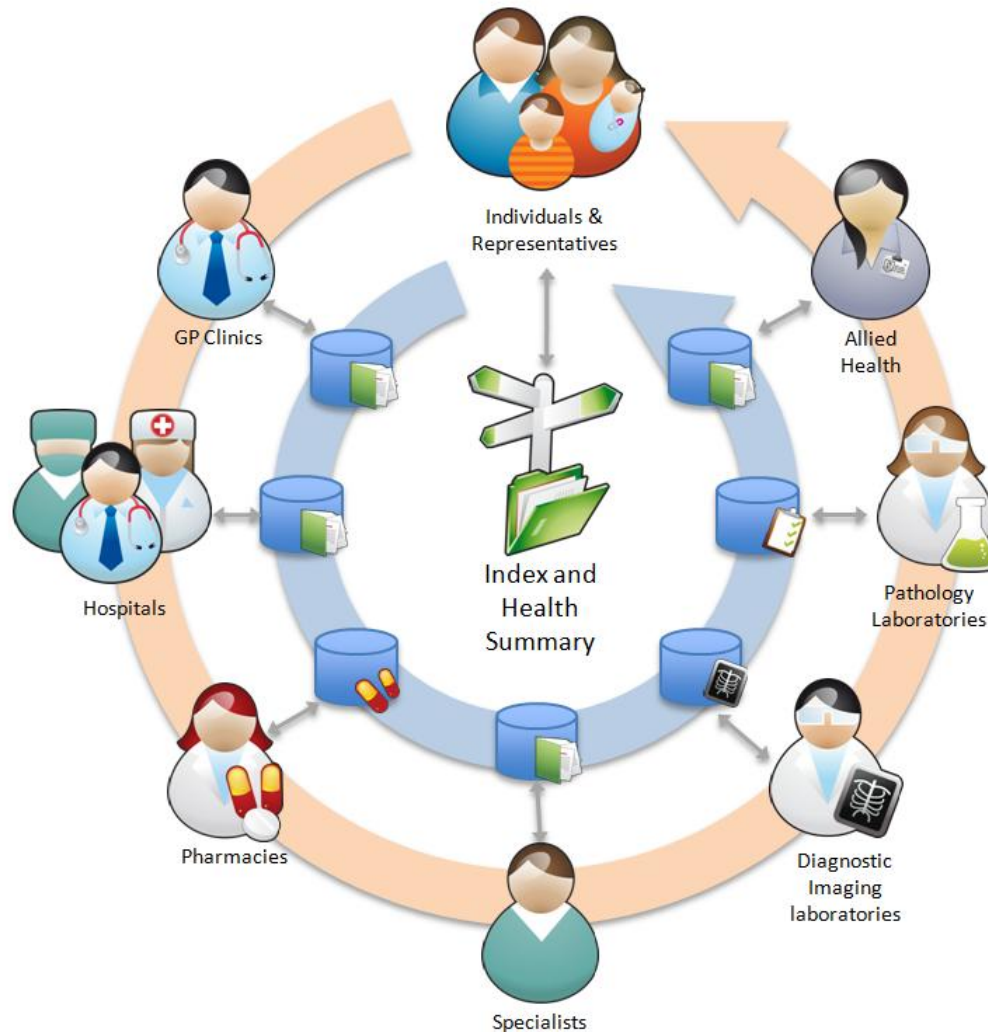 Individuals &
Representatives
GP Clinics
Allied
Health
Hospitals
Index and
Health
Summary
Pathology
Laboratories
Pharmacies
Diagnostic
Imaging
laboratories
Specialists